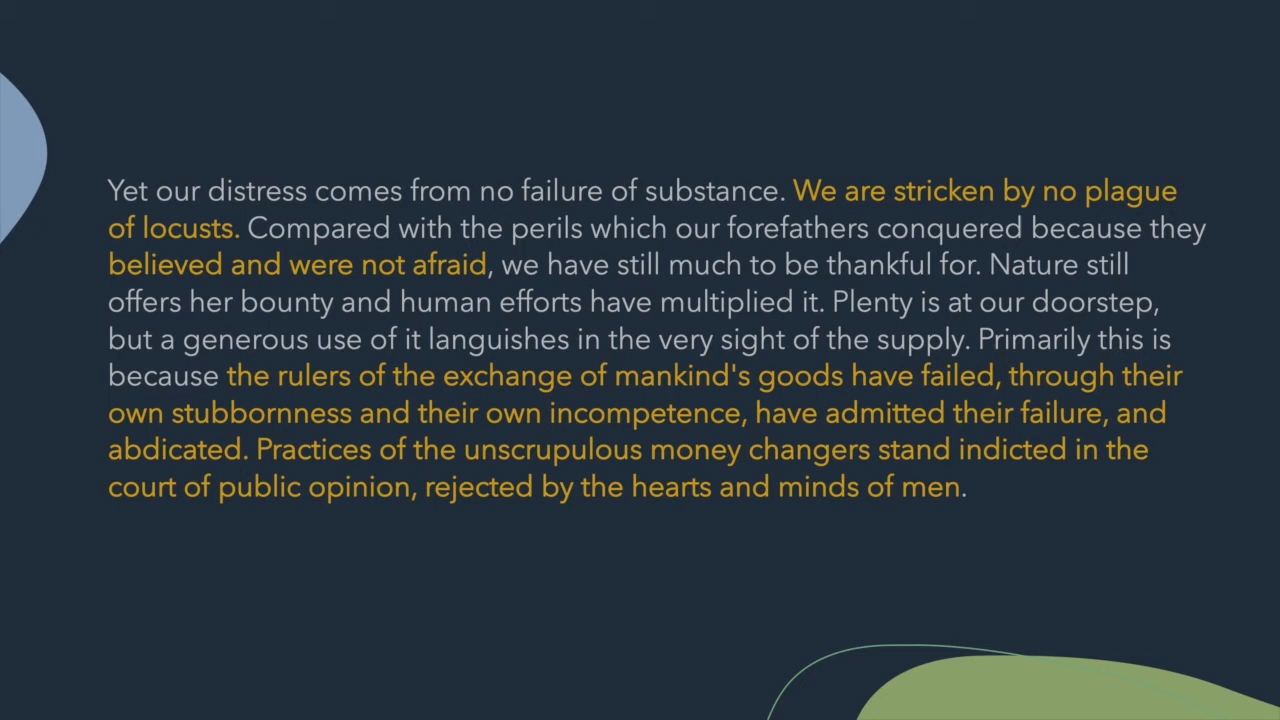 Yet our distress comes from no failure of substance. We are stricken by no plague
of locusts. Compared with the perils which our forefathers conquered because they
believed and were not afraid, we have still much to be thankful for. Nature still
offers her bounty and human efforts have multiplied it. Plenty is at our doorstep,
but a generous use of it languishes in the very sight of the supply. Primarily this is
because the rulers of the exchange of mankind's goods have failed, through their
own stubbornness and their own incompetence, have admitted their failure, and
abdicated. Practices of the unscrupulous money changers stand indicted in the
court of public opinion, rejected by the hearts and minds of men.